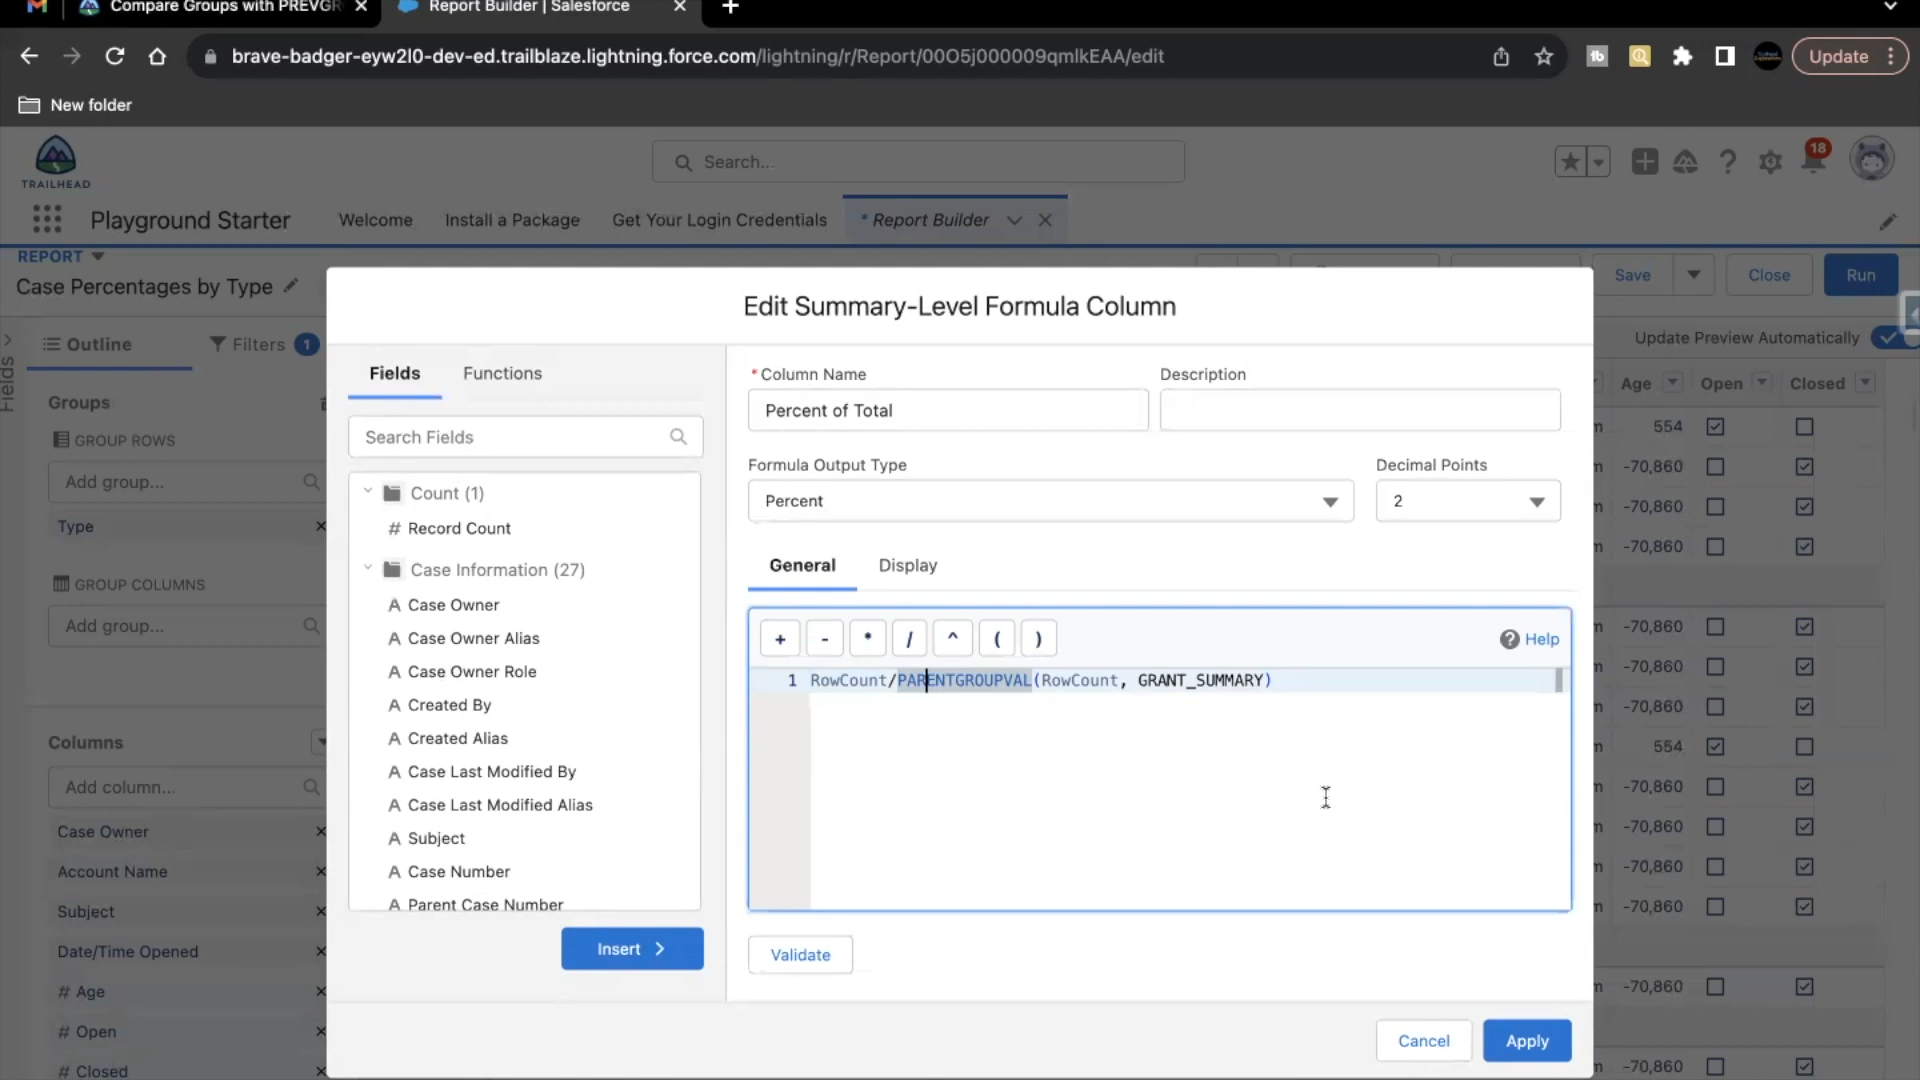 Compare Groups with PREVGR
Report Builder | Salesforce
brave-badger-eyw2l0-dev-ed.trailblaze.lightning.force.com/lightning/r/Report/00O5j000009qmlkEAA/edit
Update
New folder
TRAILHEAD
Search...
18
Playground Starter
Welcome
Install a Package
Get Your Login Credentials
* Report Builder
REPORT
Case Percentages by Type
Save
Close
Run
Fields
Outline
Filters
1
Update Preview Automatically
Groups
GROUP ROWS
Add group...
Type
GROUP COLUMNS
Add group...
Columns
Add column...
Case Owner
Account Name
Subject
Date/Time Opened
# Age
# Open
# Closed
Edit Summary-Level Formula Column
Fields
Functions
Search Fields
Count (1)
# Record Count
Case Information (27)
A Case Owner
A Case Owner Alias
A Case Owner Role
A Created By
A Created Alias
A Case Last Modified By
A Case Last Modified Alias
A Subject
A Case Number
A Parent Case Number
Insert
* Column Name
Percent of Total
Description
Formula Output Type
Percent
Decimal Points
2
General
Display
+ - * / ^ ( )
Help
1 RowCount/PARENTGROUPVAL(RowCount, GRANT_SUMMARY)
Validate
Cancel
Apply
Age
Open
Closed
m 554
m -70,860
m -70,860
m -70,860
m -70,860
m -70,860
m -70,860
m 554
m -70,860
m -70,860
m -70,860
m -70,860
m -70,860
m -70,860